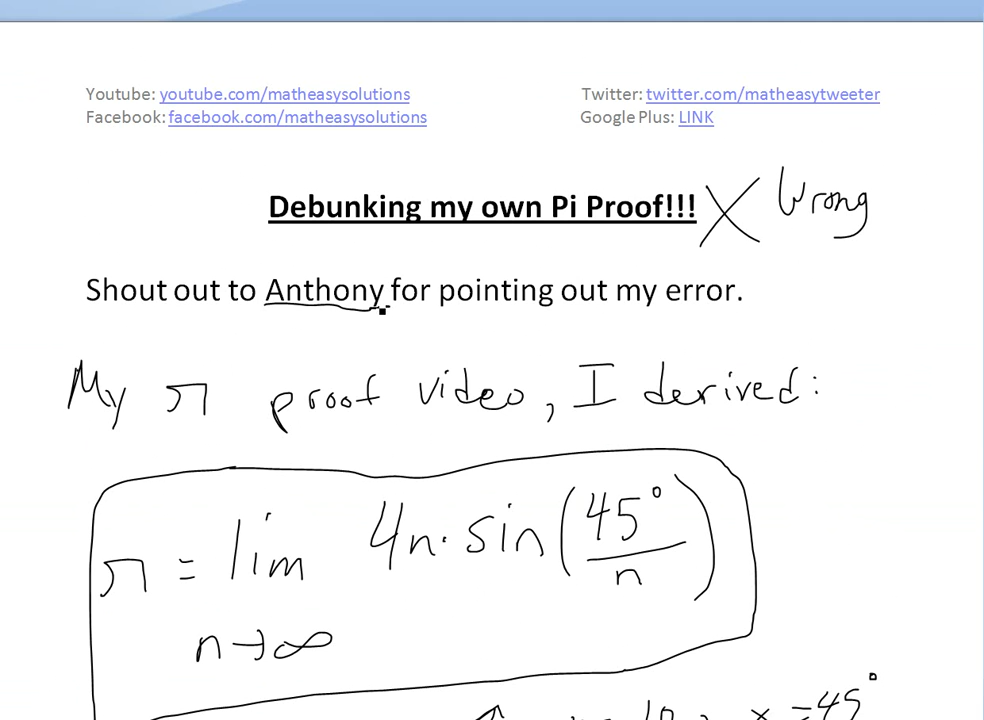 Youtube: youtube.com/matheasysolutions Twitter: twitter.com/matheasytweeter
Facebook: facebook.com/matheasysolutions Google Plus: LINK
Debunking my own Pi Proof!!! X Wrong
Shout out to Anthony for pointing out my error.
My π proof video, I derived:
π = lim 4n·sin(45°/n)
n→∞
x = 45°